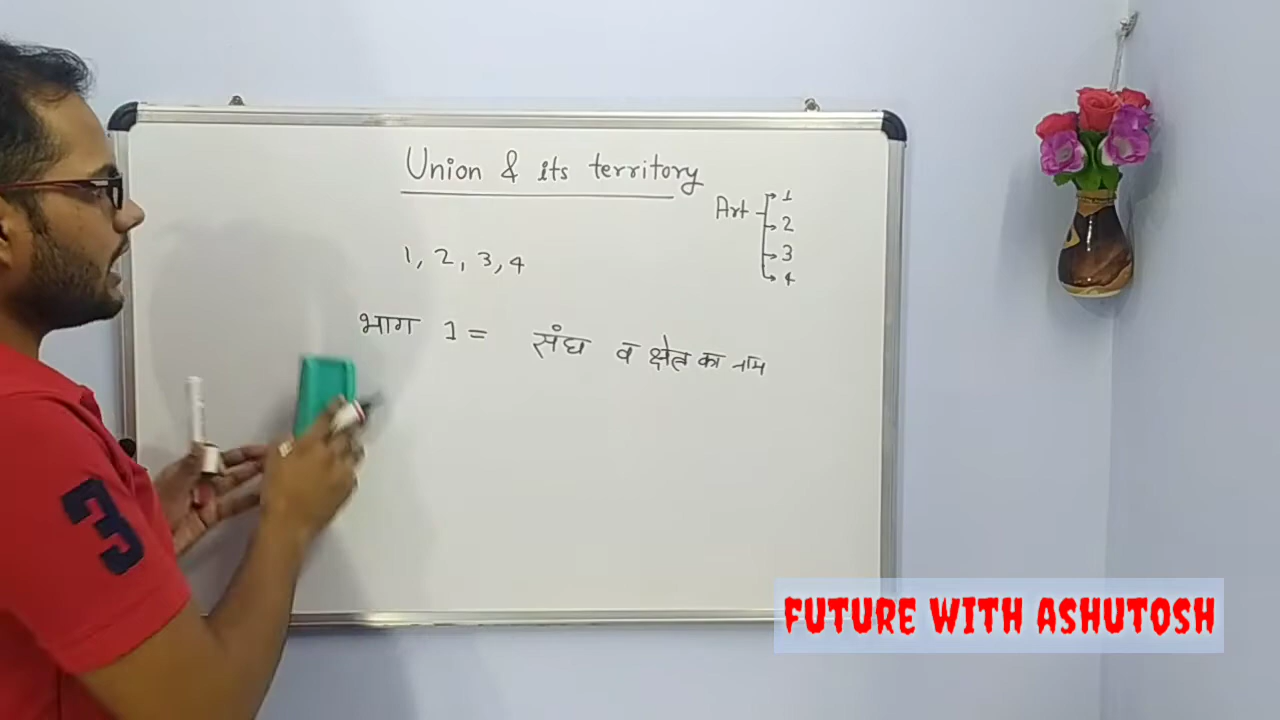 Union & its territory
Art
1
2
3
4
1, 2, 3, 4
भाग 1 = संघ व क्षेत्र का नाम
3
FUTURE WITH ASHUTOSH